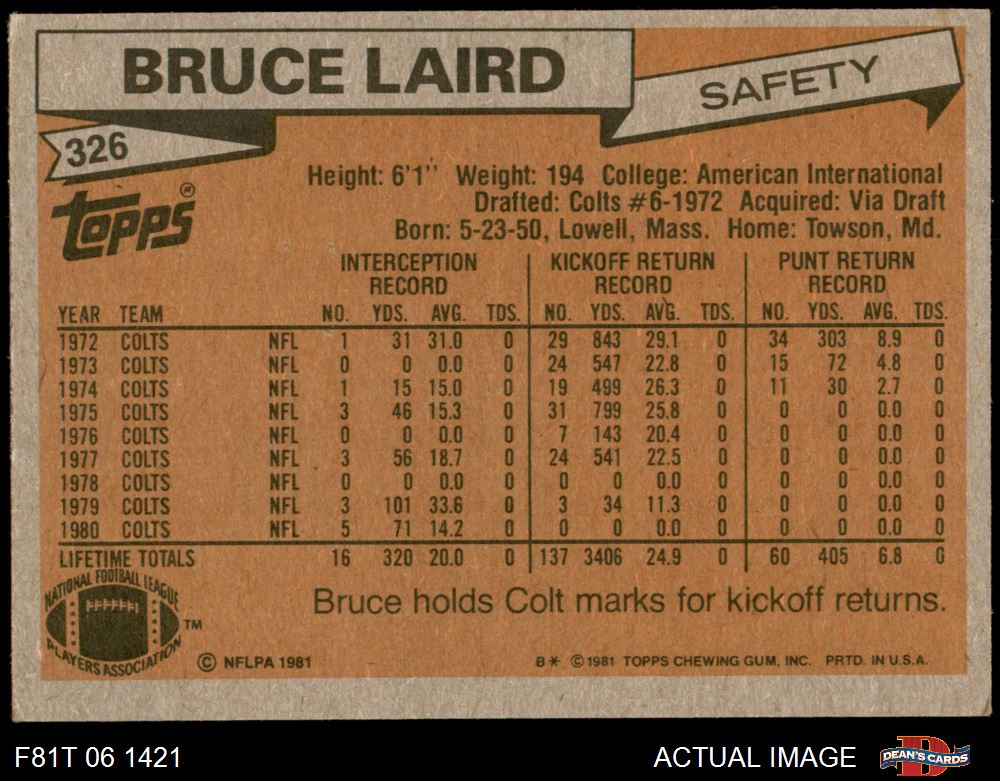 BRUCE LAIRD
SAFETY
326
TOPPS®
Height: 6'1'' Weight: 194 College: American International
Drafted: Colts #6-1972 Acquired: Via Draft
Born: 5-23-50, Lowell, Mass. Home: Towson, Md.
INTERCEPTION RECORD KICKOFF RETURN RECORD PUNT RETURN RECORD
YEAR TEAM NO. YDS. AVG. TDS. NO. YDS. AVG. TDS. NO. YDS. AVG. TDS.
1972 COLTS NFL 1 31 31.0 0 29 843 29.1 0 34 303 8.9 0
1973 COLTS NFL 0 0 0.0 0 24 547 22.8 0 15 72 4.8 0
1974 COLTS NFL 1 15 15.0 0 19 499 26.3 0 11 30 2.7 0
1975 COLTS NFL 3 46 15.3 0 31 799 25.8 0 0 0 0.0 0
1976 COLTS NFL 0 0 0.0 0 7 143 20.4 0 0 0 0.0 0
1977 COLTS NFL 3 56 18.7 0 24 541 22.5 0 0 0 0.0 0
1978 COLTS NFL 0 0 0.0 0 0 0 0.0 0 0 0 0.0 0
1979 COLTS NFL 3 101 33.6 0 3 34 11.3 0 0 0 0.0 0
1980 COLTS NFL 5 71 14.2 0 0 0 0.0 0 0 0 0.0 0
LIFETIME TOTALS 16 320 20.0 0 137 3406 24.9 0 60 405 6.8 0
NATIONAL FOOTBALL LEAGUE
PLAYERS ASSOCIATION ™
Bruce holds Colt marks for kickoff returns.
© NFLPA 1981 B* ©1981 TOPPS CHEWING GUM, INC. PRTD. IN U.S.A.
F81T 06 1421 ACTUAL IMAGE DEAN'S CARDS